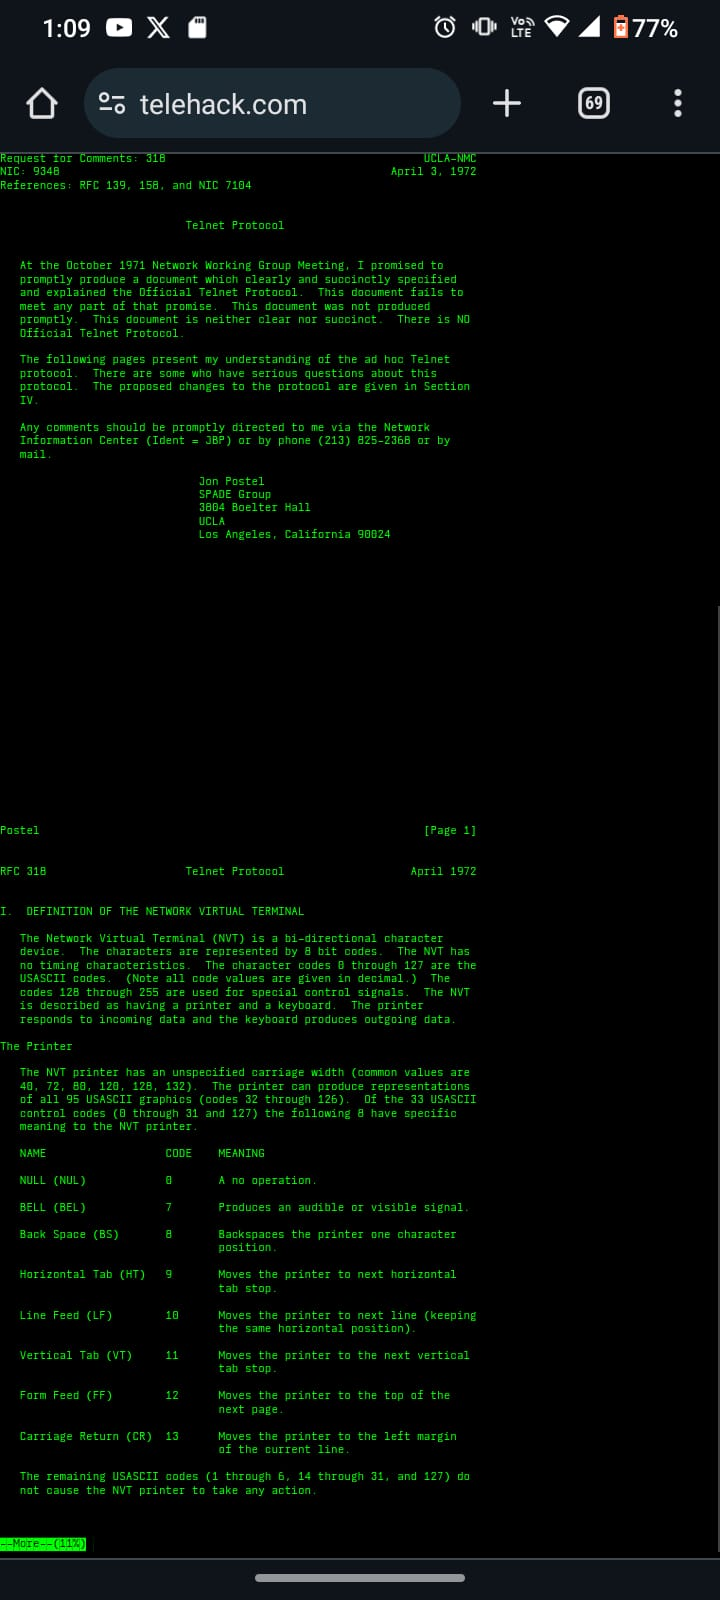 1:09
Vo
LTE
77%
telehack.com
69
Request for Comments: 318                                       UCLA-NMC
NIC: 9348                                                  April 3, 1972
References: RFC 139, 158, and NIC 7104
Telnet Protocol
At the October 1971 Network Working Group Meeting, I promised to
promptly produce a document which clearly and succinctly specified
and explained the Official Telnet Protocol.  This document fails to
meet any part of that promise.  This document was not produced
promptly.  This document is neither clear nor succinct.  There is NO
Official Telnet Protocol.
The following pages present my understanding of the ad hoc Telnet
protocol.  There are some who have serious questions about this
protocol.  The proposed changes to the protocol are given in Section
IV.
Any comments should be promptly directed to me via the Network
Information Center (Ident = JBP) or by phone (213) 825-2368 or by
mail.
Jon Postel
SPADE Group
3804 Boelter Hall
UCLA
Los Angeles, California 90024
Postel                                                          [Page 1]
RFC 318                     Telnet Protocol                   April 1972
I.  DEFINITION OF THE NETWORK VIRTUAL TERMINAL
The Network Virtual Terminal (NVT) is a bi-directional character
device.  The characters are represented by 8 bit codes.  The NVT has
no timing characteristics.  The character codes 0 through 127 are the
USASCII codes.  (Note all code values are given in decimal.)  The
codes 128 through 255 are used for special control signals.  The NVT
is described as having a printer and a keyboard.  The printer
responds to incoming data and the keyboard produces outgoing data.
The Printer
The NVT printer has an unspecified carriage width (common values are
40, 72, 80, 120, 128, 132).  The printer can produce representations
of all 95 USASCII graphics (codes 32 through 126).  Of the 33 USASCII
control codes (0 through 31 and 127) the following 8 have specific
meaning to the NVT printer.
NAME                  CODE    MEANING
NULL (NUL)            0       A no operation.
BELL (BEL)            7       Produces an audible or visible signal.
Back Space (BS)       8       Backspaces the printer one character
position.
Horizontal Tab (HT)   9       Moves the printer to next horizontal
tab stop.
Line Feed (LF)        10      Moves the printer to next line (keeping
the same horizontal position).
Vertical Tab (VT)     11      Moves the printer to the next vertical
tab stop.
Form Feed (FF)        12      Moves the printer to the top of the
next page.
Carriage Return (CR)  13      Moves the printer to the left margin
of the current line.
The remaining USASCII codes (1 through 6, 14 through 31, and 127) do
not cause the NVT printer to take any action.
--More--(11%)